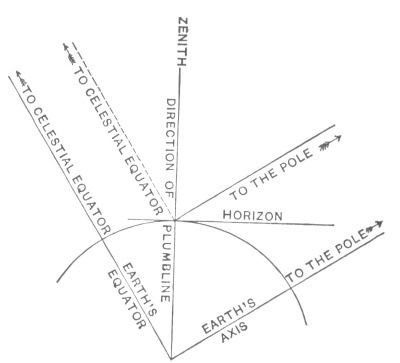 ZENITH
TO CELESTIAL EQUATOR
TO CELESTIAL EQUATOR
DIRECTION OF PLUMBLINE
TO THE POLE
HORIZON
TO THE POLE
EARTH'S
EQUATOR
EARTH'S
AXIS